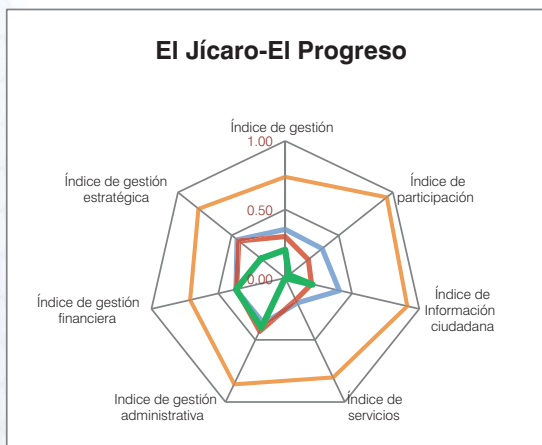 El Jícaro-El Progreso
Índice de gestión
1.00
Índice de gestión
estratégica
Índice de
participación
0.50
0.00
Índice de gestión
financiera
Índice de
Información
ciudadana
Indice de gestión
administrativa
Índice de
servicios